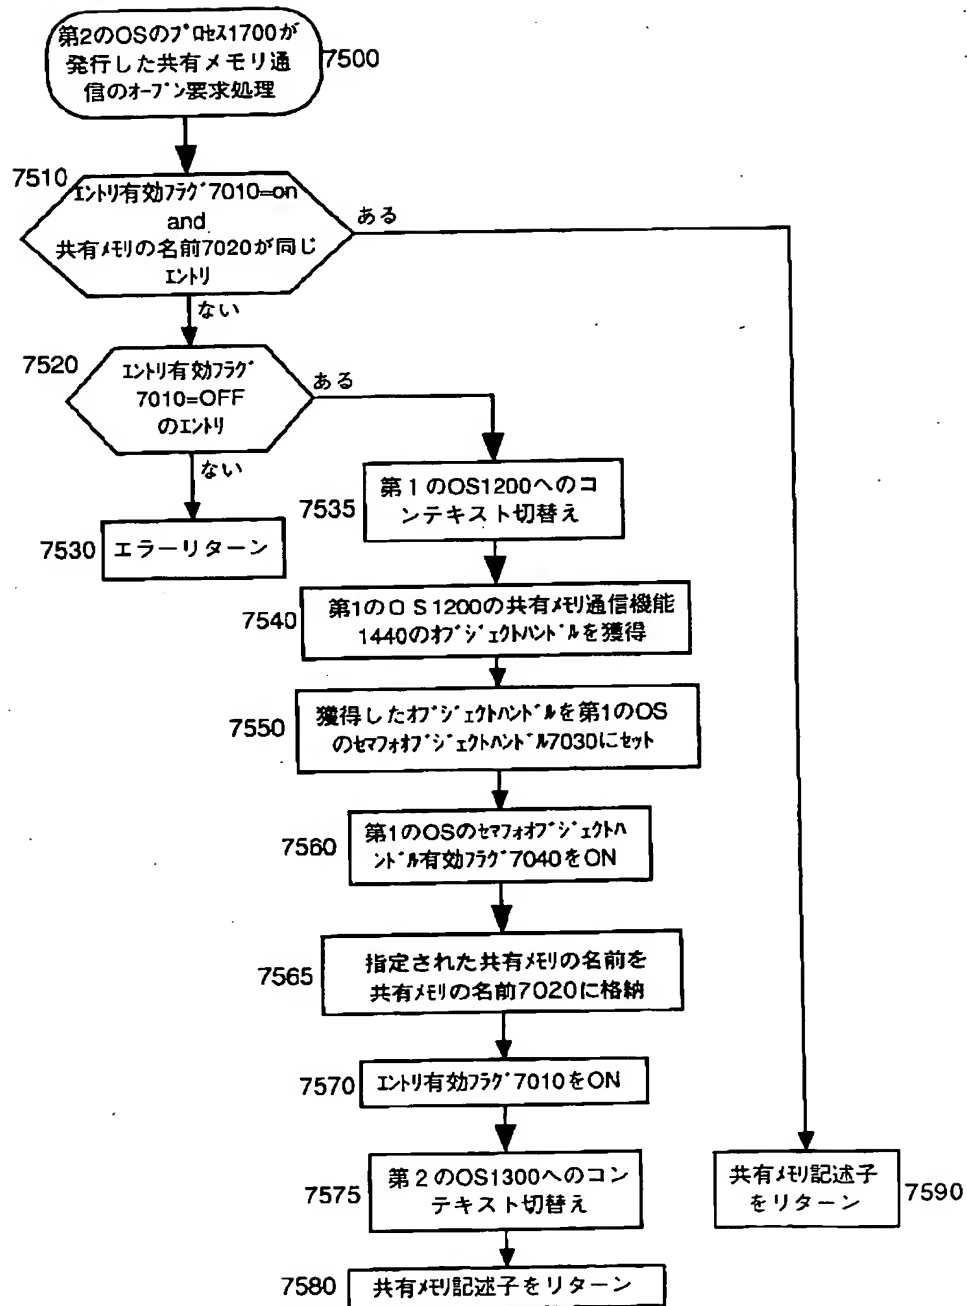 第2のOSのプロセス1700が
発行した共有メモリ通
信のオープン要求処理
7500
7510
エントリ有効フラグ7010=on
and
共有メモリの名前7020が同じ
エントリ
ある
ない
7520
エントリ有効フラグ
7010=OFF
のエントリ
ある
ない
7530
エラーリターン
7535
第1のOS1200へのコ
ンテキスト切替え
7540
第1のOS1200の共有メモリ通信機能
1440のオブジェクトハンドルを獲得
7550
獲得したオブジェクトハンドルを第1のOS
のセマフォオブジェクトハンドル7030にセット
7560
第1のOSのセマフォオブジェクトハ
ンドル有効フラグ7040をON
7565
指定された共有メモリの名前を
共有メモリの名前7020に格納
7570
エントリ有効フラグ7010をON
7575
第2のOS1300へのコン
テキスト切替え
7580
共有メモリ記述子をリターン
共有メモリ記述子
をリターン
7590